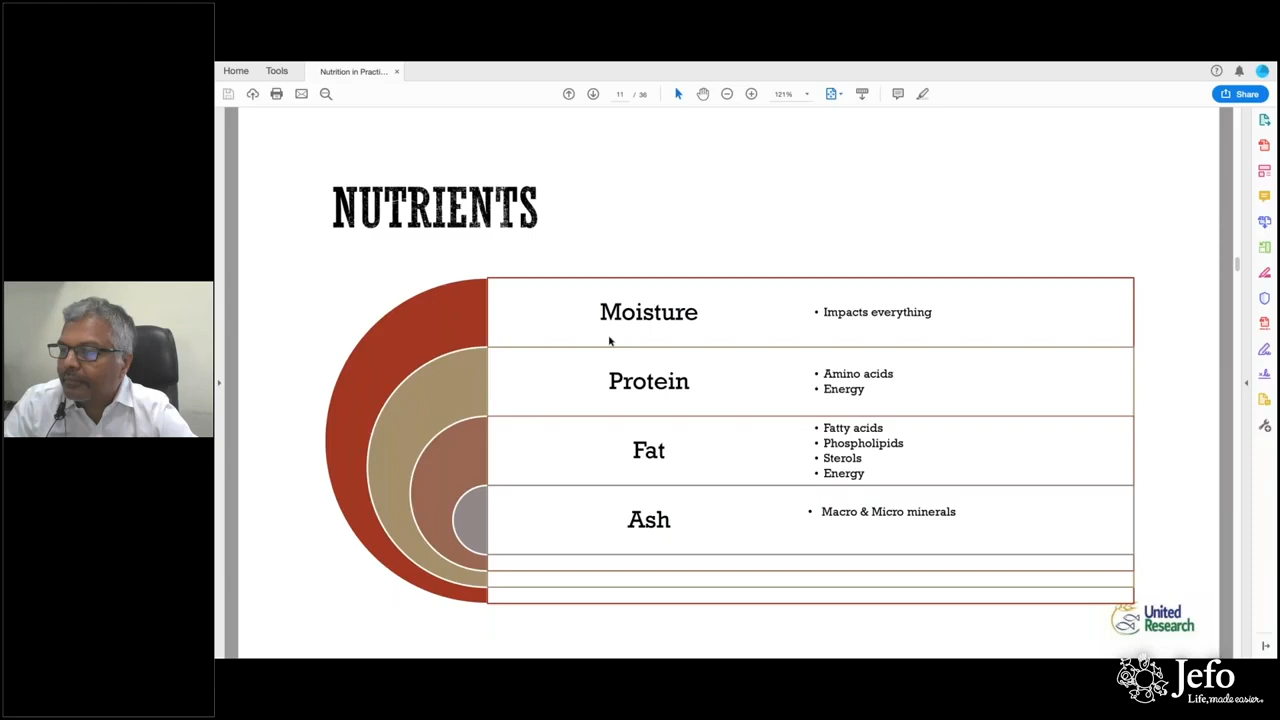 Home Tools Nutrition in Practi... ×
11 / 36 121% Share
NUTRIENTS
Moisture
• Impacts everything
Protein
• Amino acids
• Energy
Fat
• Fatty acids
• Phospholipids
• Sterols
• Energy
Ash
• Macro & Micro minerals
United
Research
Jefo
Life, made easier.